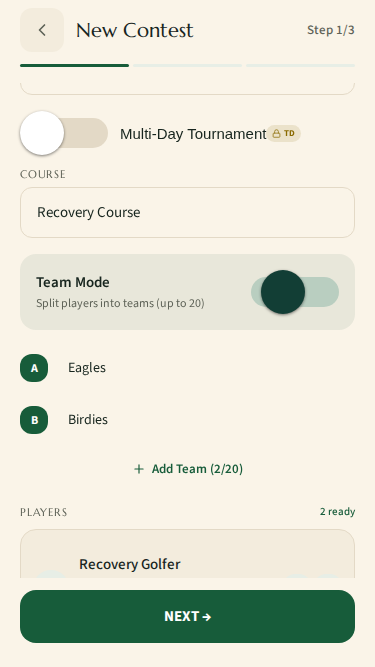 New Contest
Step 1/3
Multi-Day Tournament TD
COURSE
Recovery Course
Team Mode
Split players into teams (up to 20)
A Eagles
B Birdies
+ Add Team (2/20)
PLAYERS
2 ready
Recovery Golfer
NEXT →